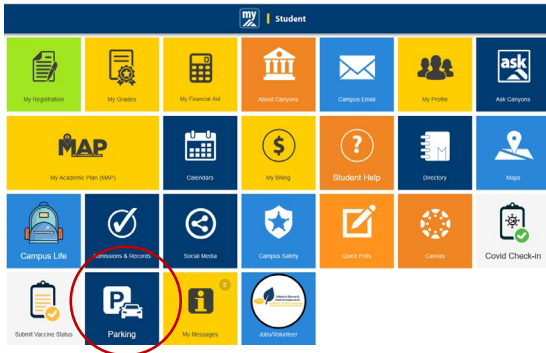 my | Student
My Registration
My Grades
My Financial Aid
About Canyons
Campus Email
My Profile
ask
Ask Canyons
MAP
My Academic Plan (MAP)
Calendars
$
My Billing
?
Student Help
Directory
Maps
Campus Life
Admissions & Records
Social Media
Campus Safety
Quick Polls
Canvas
Covid Check-in
Submit Vaccine Status
P
Parking
0
My Messages
Jobs/Volunteer